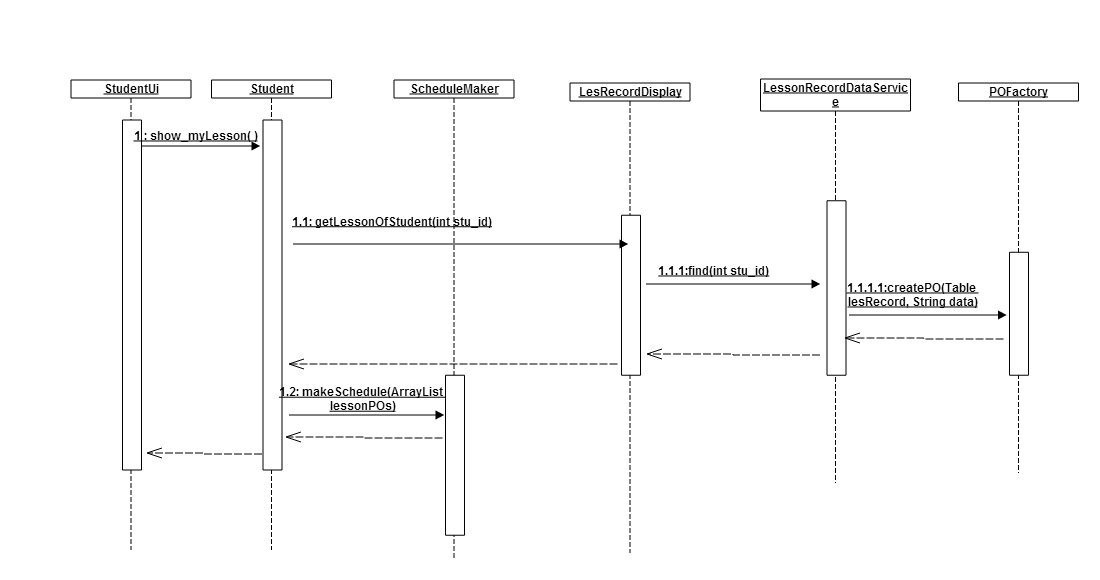 StudentUi
Student
ScheduleMaker
LesRecordDisplay
LessonRecordDataServic
e
POFactory
1 : show_myLesson( )
1.1: getLessonOfStudent(int stu_id)
1.1.1:find(int stu_id)
1.1.1.1:createPO(Table
lesRecord, String data)
1.2: makeSchedule(ArrayList
lessonPOs)